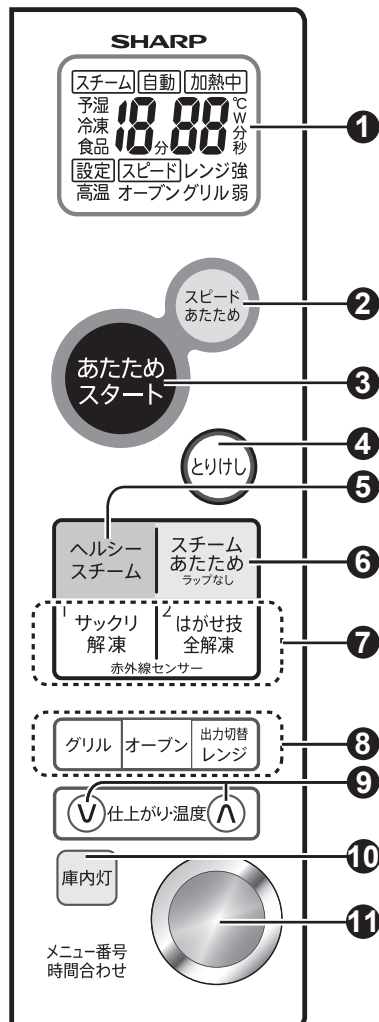 SHARP
スチーム 自動 加熱中
予湿 18 88 ℃
冷凍 W
食品 分 分
秒
設定 スピード レンジ強
高温 オーブン グリル 弱
1
スピード
あたため
2
あたため
スタート
3
4
とりけし
5
ヘルシー
スチーム
スチーム
あたため
ラップなし
6
1 サックリ
解凍
2 はがせ技
全解凍
赤外線センサー
7
グリル オーブン 出力切替
レンジ
8
9
∨ 仕上がり・温度 ∧
10
庫内灯
11
メニュー番号
時間合わせ